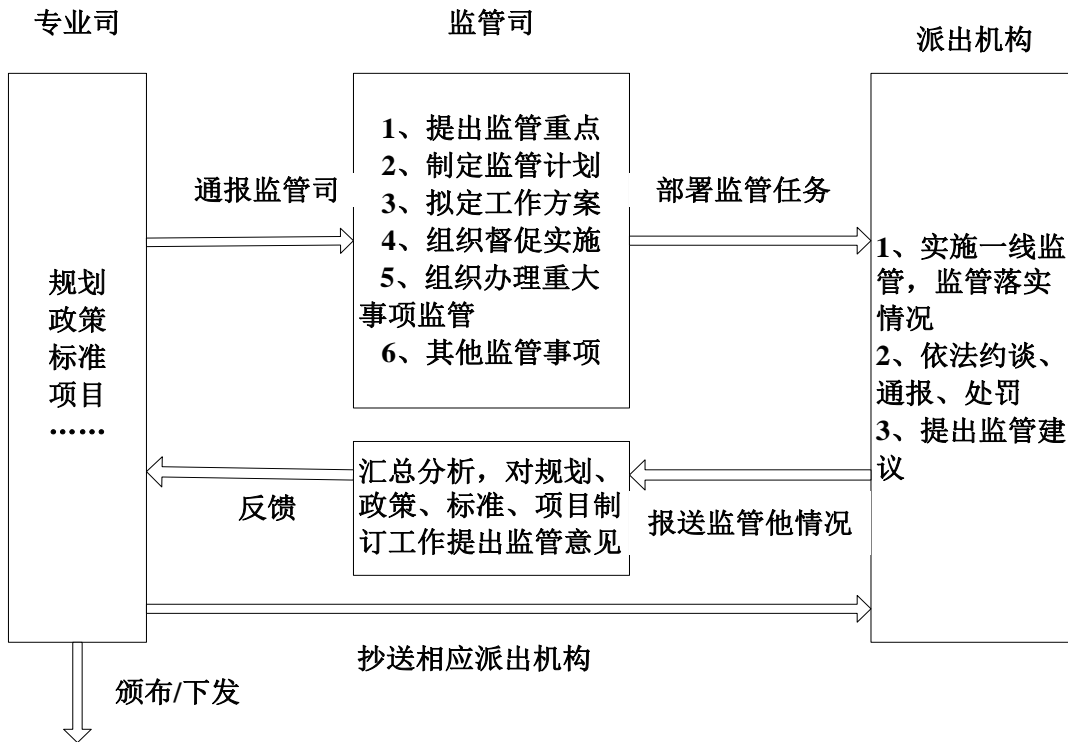 专业司
监管司
派出机构
规划
政策
标准
项目
……
通报监管司
1、提出监管重点
2、制定监管计划
3、拟定工作方案
4、组织督促实施
5、组织办理重大
事项监管
6、其他监管事项
部署监管任务
1、实施一线监
管，监管落实
情况
2、依法约谈、
通报、处罚
3、提出监管建
议
反馈
汇总分析，对规划、
政策、标准、项目制
订工作提出监管意见
报送监管他情况
抄送相应派出机构
颁布/下发